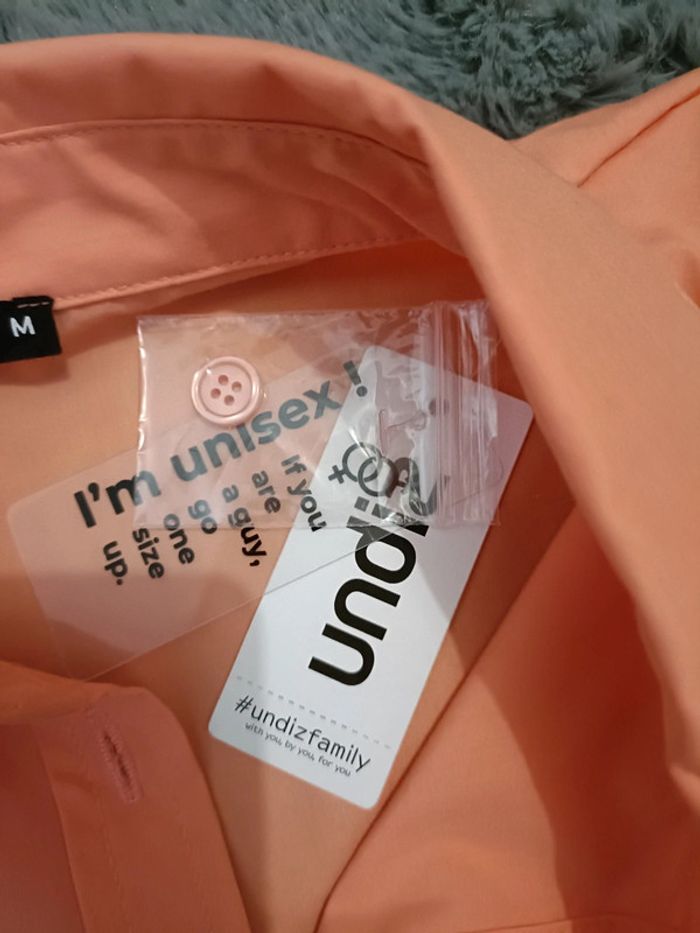 M
I'm unisex !
If you
are
a guy,
go
one
size
up.
undiz
#undizfamily
with you, by you, for you